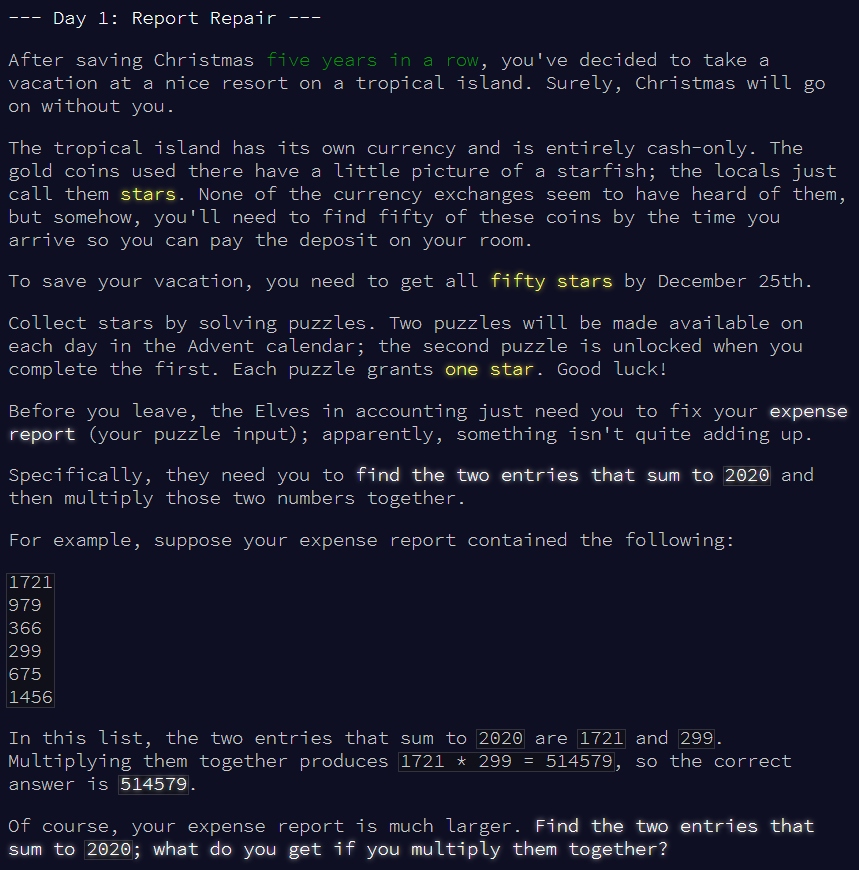 --- Day 1: Report Repair ---
After saving Christmas five years in a row, you've decided to take a
vacation at a nice resort on a tropical island. Surely, Christmas will go
on without you.
The tropical island has its own currency and is entirely cash-only. The
gold coins used there have a little picture of a starfish; the locals just
call them stars. None of the currency exchanges seem to have heard of them,
but somehow, you'll need to find fifty of these coins by the time you
arrive so you can pay the deposit on your room.
To save your vacation, you need to get all fifty stars by December 25th.
Collect stars by solving puzzles. Two puzzles will be made available on
each day in the Advent calendar; the second puzzle is unlocked when you
complete the first. Each puzzle grants one star. Good luck!
Before you leave, the Elves in accounting just need you to fix your expense
report (your puzzle input); apparently, something isn't quite adding up.
Specifically, they need you to find the two entries that sum to 2020 and
then multiply those two numbers together.
For example, suppose your expense report contained the following:
1721
979
366
299
675
1456
In this list, the two entries that sum to 2020 are 1721 and 299.
Multiplying them together produces 1721 * 299 = 514579, so the correct
answer is 514579.
Of course, your expense report is much larger. Find the two entries that
sum to 2020; what do you get if you multiply them together?